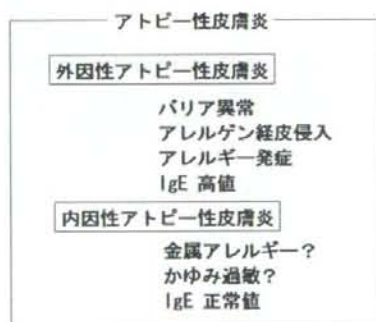 アトピー性皮膚炎
外因性アトピー性皮膚炎
バリア異常
アレルゲン経皮侵入
アレルギー発症
IgE 高値
内因性アトピー性皮膚炎
金属アレルギー？
かゆみ過敏？
IgE 正常値